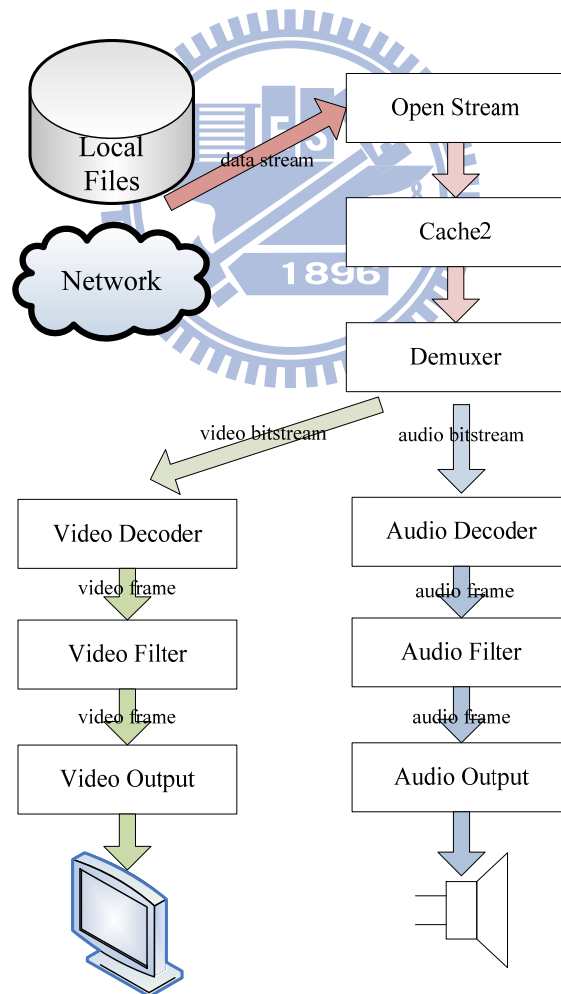 Local
Files
data stream
Open Stream
Network
Cache2
1896
Demuxer
video bitstream
audio bitstream
Video Decoder
Audio Decoder
video frame
audio frame
Video Filter
Audio Filter
video frame
audio frame
Video Output
Audio Output